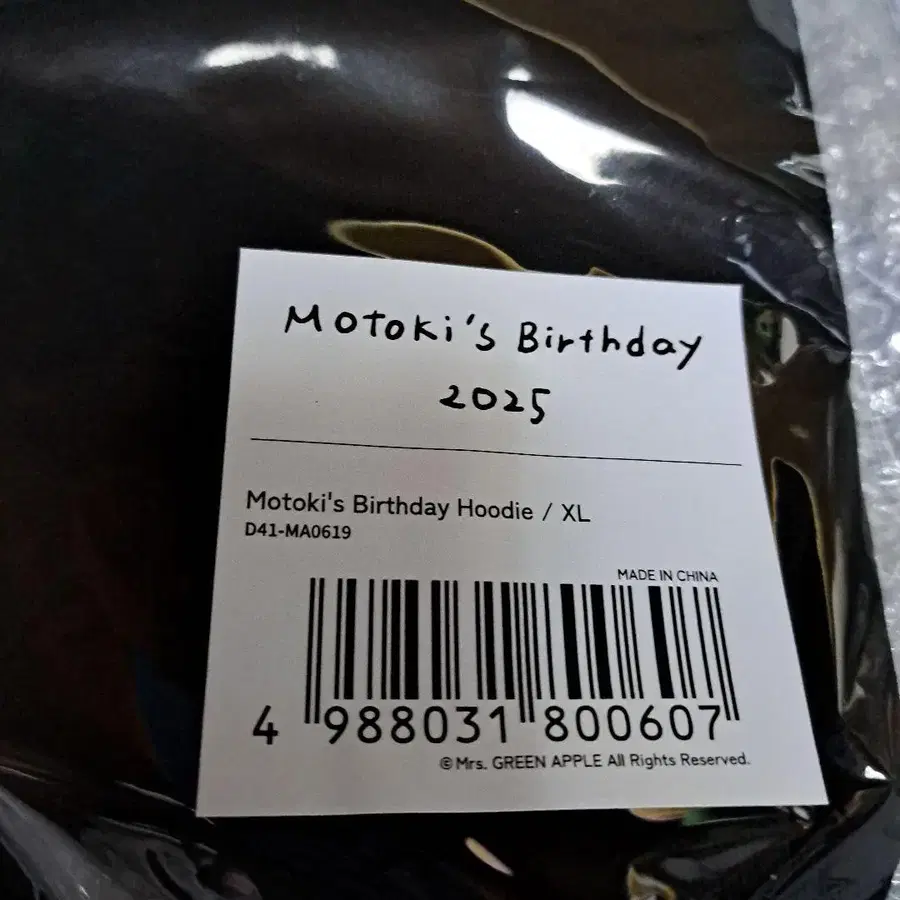 Motoki's Birthday
2025
Motoki's Birthday Hoodie / XL
D41-MA0619
MADE IN CHINA
4 988031 800607
©Mrs. GREEN APPLE All Rights Reserved.